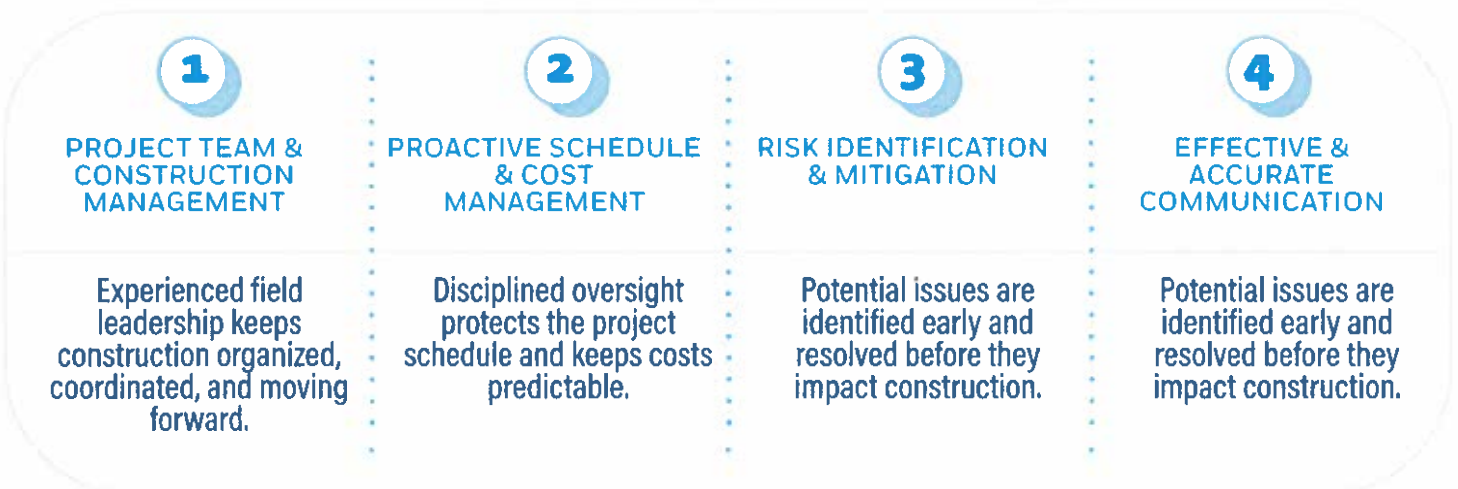 1
PROJECT TEAM &
CONSTRUCTION
MANAGEMENT
Experienced field
leadership keeps
construction organized,
coordinated, and moving
forward.
2
PROACTIVE SCHEDULE
& COST
MANAGEMENT
Disciplined oversight
protects the project
schedule and keeps costs
predictable.
3
RISK IDENTIFICATION
& MITIGATION
Potential issues are
identified early and
resolved before they
impact construction.
4
EFFECTIVE &
ACCURATE
COMMUNICATION
Potential issues are
identified early and
resolved before they
impact construction.